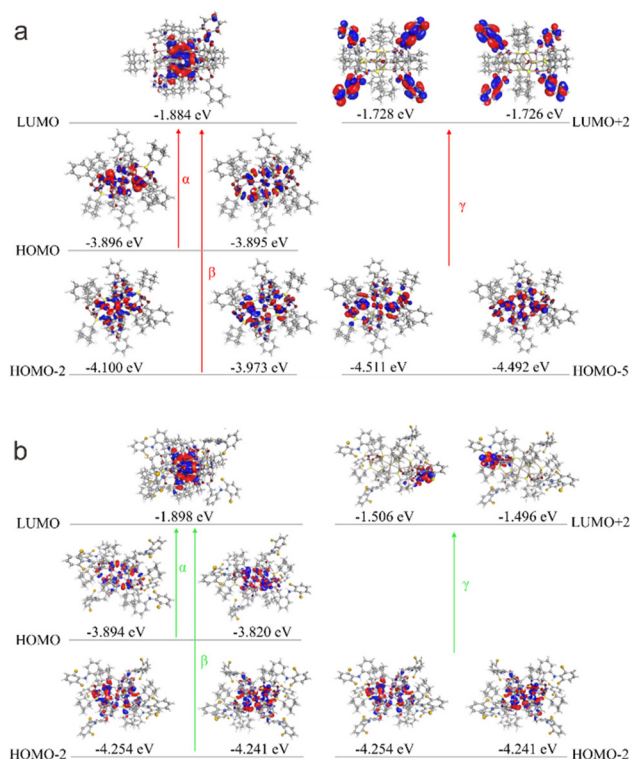 a
-1.884 eV
-1.728 eV
-1.726 eV
LUMO
LUMO+2
α
-3.896 eV
-3.895 eV
HOMO
β
γ
-4.100 eV
-3.973 eV
-4.511 eV
-4.492 eV
HOMO-2
HOMO-5
b
-1.898 eV
-1.506 eV
-1.496 eV
LUMO
LUMO+2
α
-3.894 eV
-3.820 eV
HOMO
β
γ
-4.254 eV
-4.241 eV
-4.254 eV
-4.241 eV
HOMO-2
HOMO-2